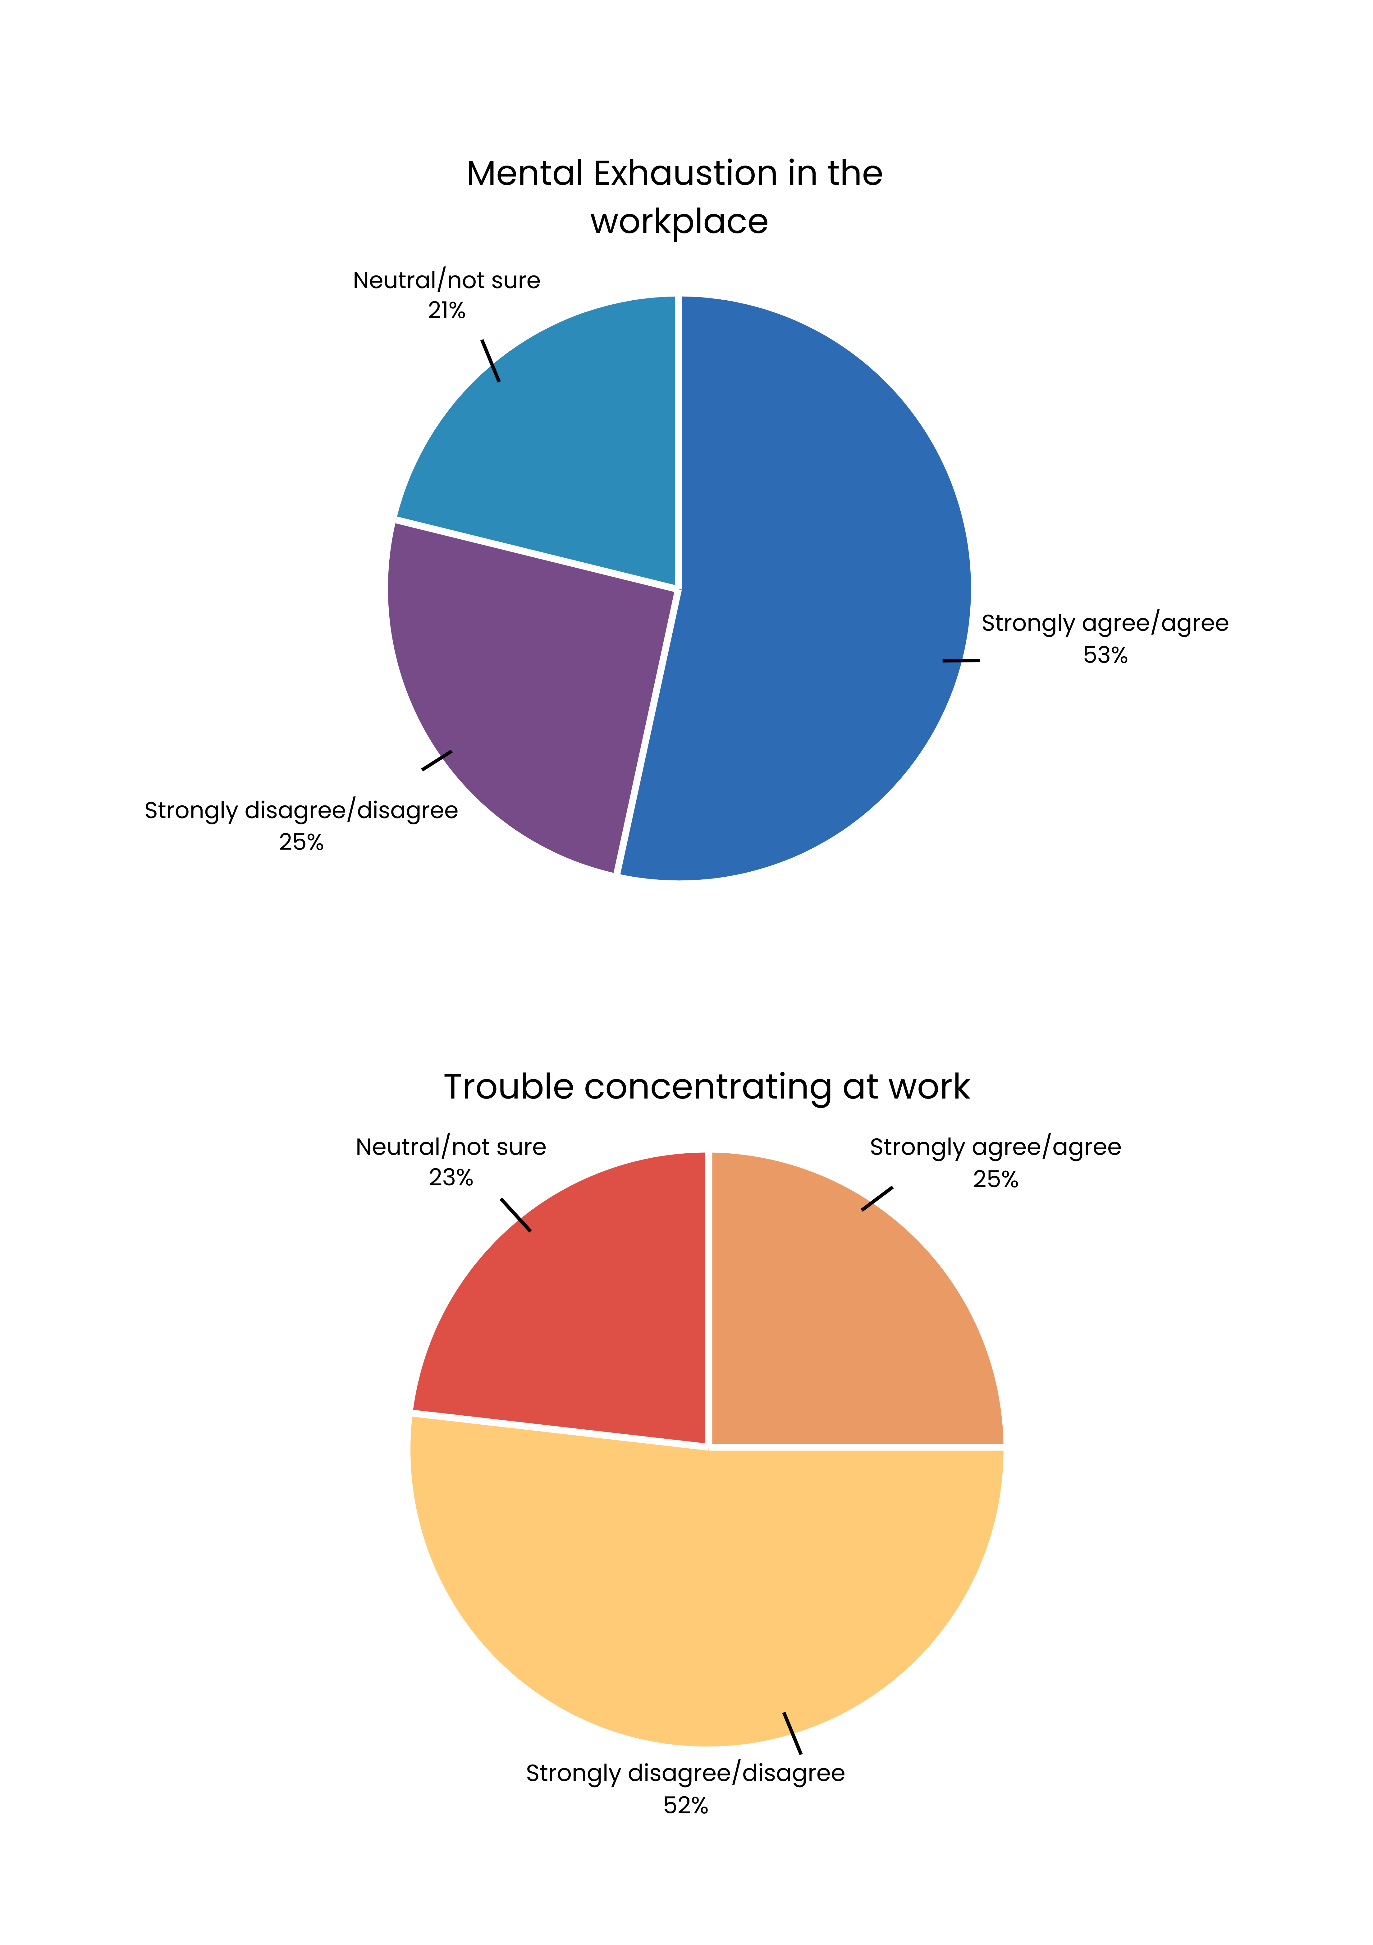 Mental Exhaustion in the
workplace
Neutral/not sure
21%
Strongly agree/agree
53%
Strongly disagree/disagree
25%
Trouble concentrating at work
Neutral/not sure
23%
Strongly agree/agree
25%
Strongly disagree/disagree
52%